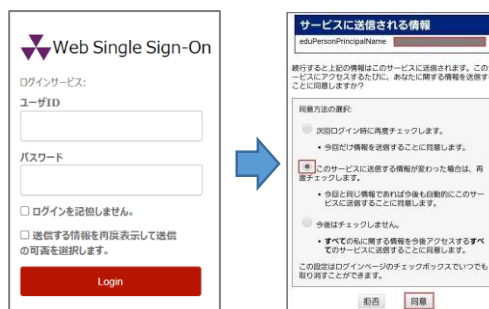 Web Single Sign-On
ログインサービス:
ユーザID
パスワード
ログインを記憶しません。
送信する情報を再度表示して送信
の可否を選択します。
Login
サービスに送信される情報
eduPersonPrincipalName
続行すると上記の情報はこのサービスに送信されます。このサ
ービスにアクセスするたびに、あなたに関する情報を送信する
ことに同意しますか？
同意方法の選択:
次回ログイン時に再度チェックします。
• 今回だけ情報を送信することに同意します。
このサービスに送信する情報が変わった場合は、再
度チェックします。
• 今回と同じ情報であれば今後も自動的にこのサー
ビスに送信することに同意します。
今後はチェックしません。
• すべての私に関する情報を今後アクセスするすべ
てのサービスに送信することに同意します。
この設定はログインページのチェックボックスでいつでも
取り消すことができます。
拒否
同意